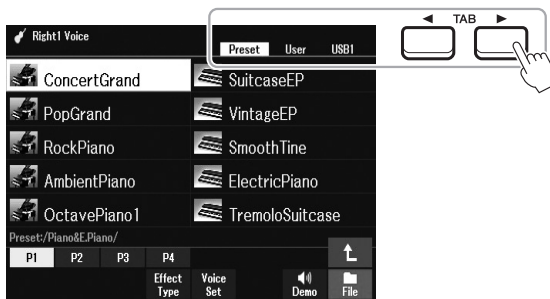 ◄ TAB ►
Right1 Voice
Preset User USB1
ConcertGrand SuitcaseEP
PopGrand VintageEP
RockPiano SmoothTine
AmbientPiano ElectricPiano
OctavePiano1 TremoloSuitcase
Preset:/Piano&E.Piano/
P1 P2 P3 P4
Effect Type Voice Set Demo File